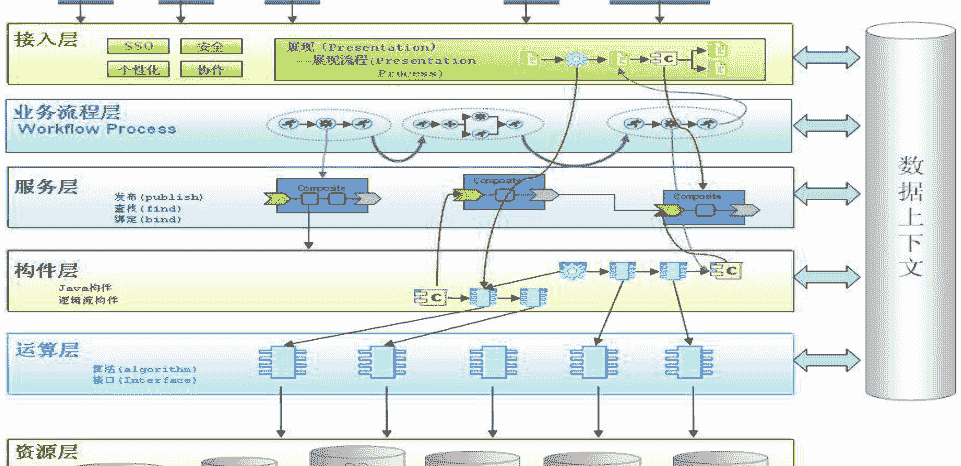 接入层
SSO
安全
个性化
协作
展现 (Presentation)
展现流程(Presentation
Process)
C
业务流程层
Workflow Process
服务层
发布(publish)
查找(find)
绑定(bind)
Composite
Composite
Composite
C
构件层
Java构件
逻辑流构件
C
C
运算层
算法(algorithm)
接口(Interface)
资源层
数据上下文